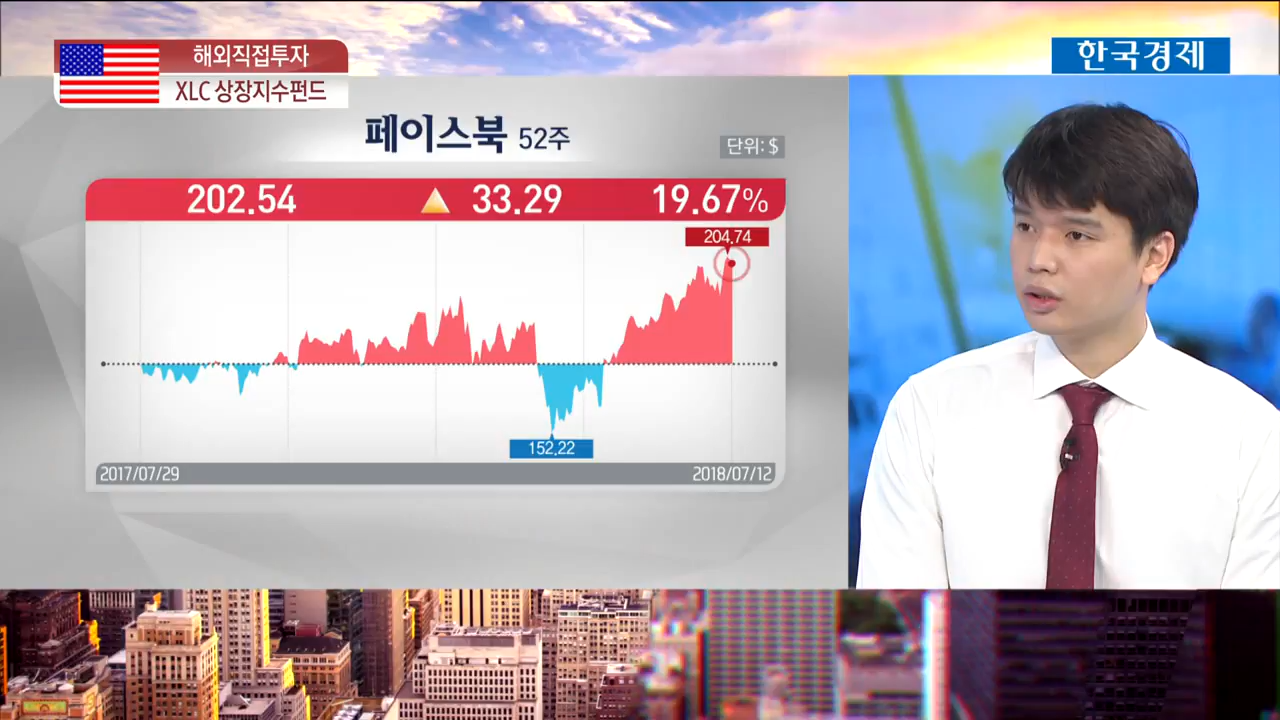 해외직접투자
XLC 상장지수펀드
한국경제
페이스북 52주
단위: $
202.54 ▲ 33.29 19.67%
204.74
152.22
2017/07/29 2018/07/12